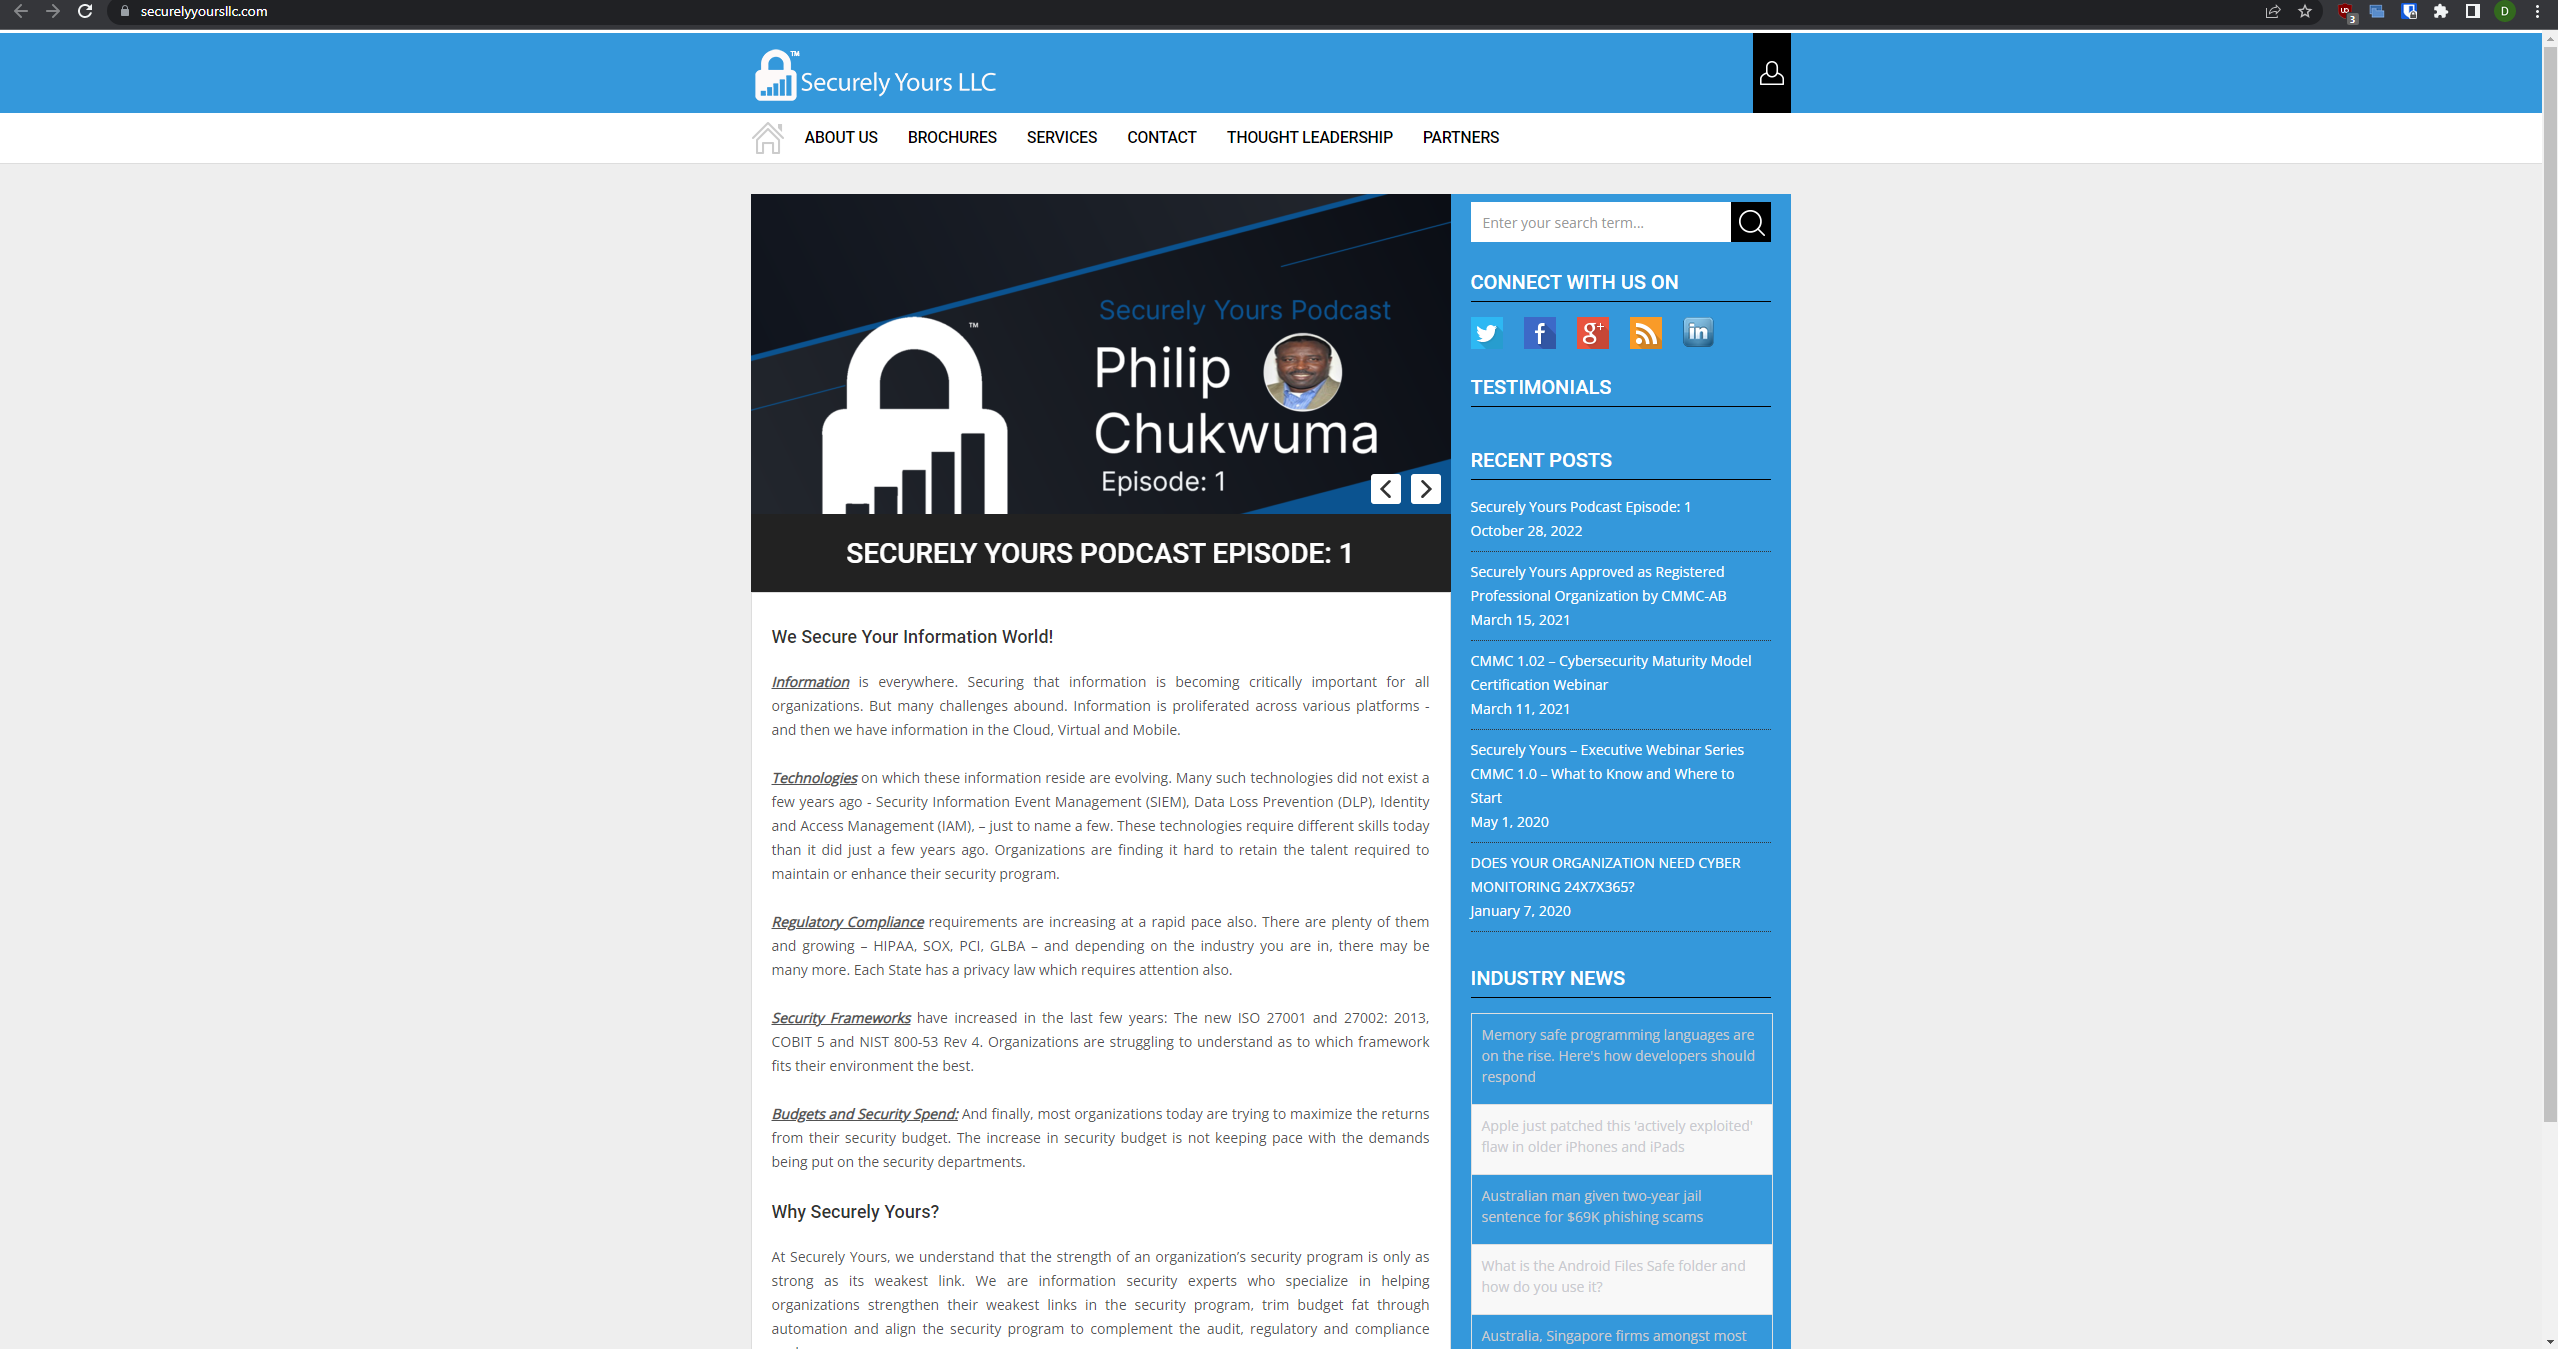 securelyyoursllc.com
3
D
™
Securely Yours LLC
ABOUT US
BROCHURES
SERVICES
CONTACT
THOUGHT LEADERSHIP
PARTNERS
™
Securely Yours Podcast
Philip
Chukwuma
Episode: 1
SECURELY YOURS PODCAST EPISODE: 1
We Secure Your Information World!
Information is everywhere. Securing that information is becoming critically important for all
organizations. But many challenges abound. Information is proliferated across various platforms -
and then we have information in the Cloud, Virtual and Mobile.
Technologies on which these information reside are evolving. Many such technologies did not exist a
few years ago - Security Information Event Management (SIEM), Data Loss Prevention (DLP), Identity
and Access Management (IAM), – just to name a few. These technologies require different skills today
than it did just a few years ago. Organizations are finding it hard to retain the talent required to
maintain or enhance their security program.
Regulatory Compliance requirements are increasing at a rapid pace also. There are plenty of them
and growing – HIPAA, SOX, PCI, GLBA – and depending on the industry you are in, there may be
many more. Each State has a privacy law which requires attention also.
Security Frameworks have increased in the last few years: The new ISO 27001 and 27002: 2013,
COBIT 5 and NIST 800-53 Rev 4. Organizations are struggling to understand as to which framework
fits their environment the best.
Budgets and Security Spend: And finally, most organizations today are trying to maximize the returns
from their security budget. The increase in security budget is not keeping pace with the demands
being put on the security departments.
Why Securely Yours?
At Securely Yours, we understand that the strength of an organization’s security program is only as
strong as its weakest link. We are information security experts who specialize in helping
organizations strengthen their weakest links in the security program, trim budget fat through
automation and align the security program to complement the audit, regulatory and compliance
Enter your search term...
CONNECT WITH US ON
f
g+
in
TESTIMONIALS
RECENT POSTS
Securely Yours Podcast Episode: 1
October 28, 2022
Securely Yours Approved as Registered
Professional Organization by CMMC-AB
March 15, 2021
CMMC 1.02 – Cybersecurity Maturity Model
Certification Webinar
March 11, 2021
Securely Yours – Executive Webinar Series
CMMC 1.0 – What to Know and Where to
Start
May 1, 2020
DOES YOUR ORGANIZATION NEED CYBER
MONITORING 24X7X365?
January 7, 2020
INDUSTRY NEWS
Memory safe programming languages are
on the rise. Here's how developers should
respond
Apple just patched this 'actively exploited'
flaw in older iPhones and iPads
Australian man given two-year jail
sentence for $69K phishing scams
What is the Android Files Safe folder and
how do you use it?
Australia, Singapore firms amongst most